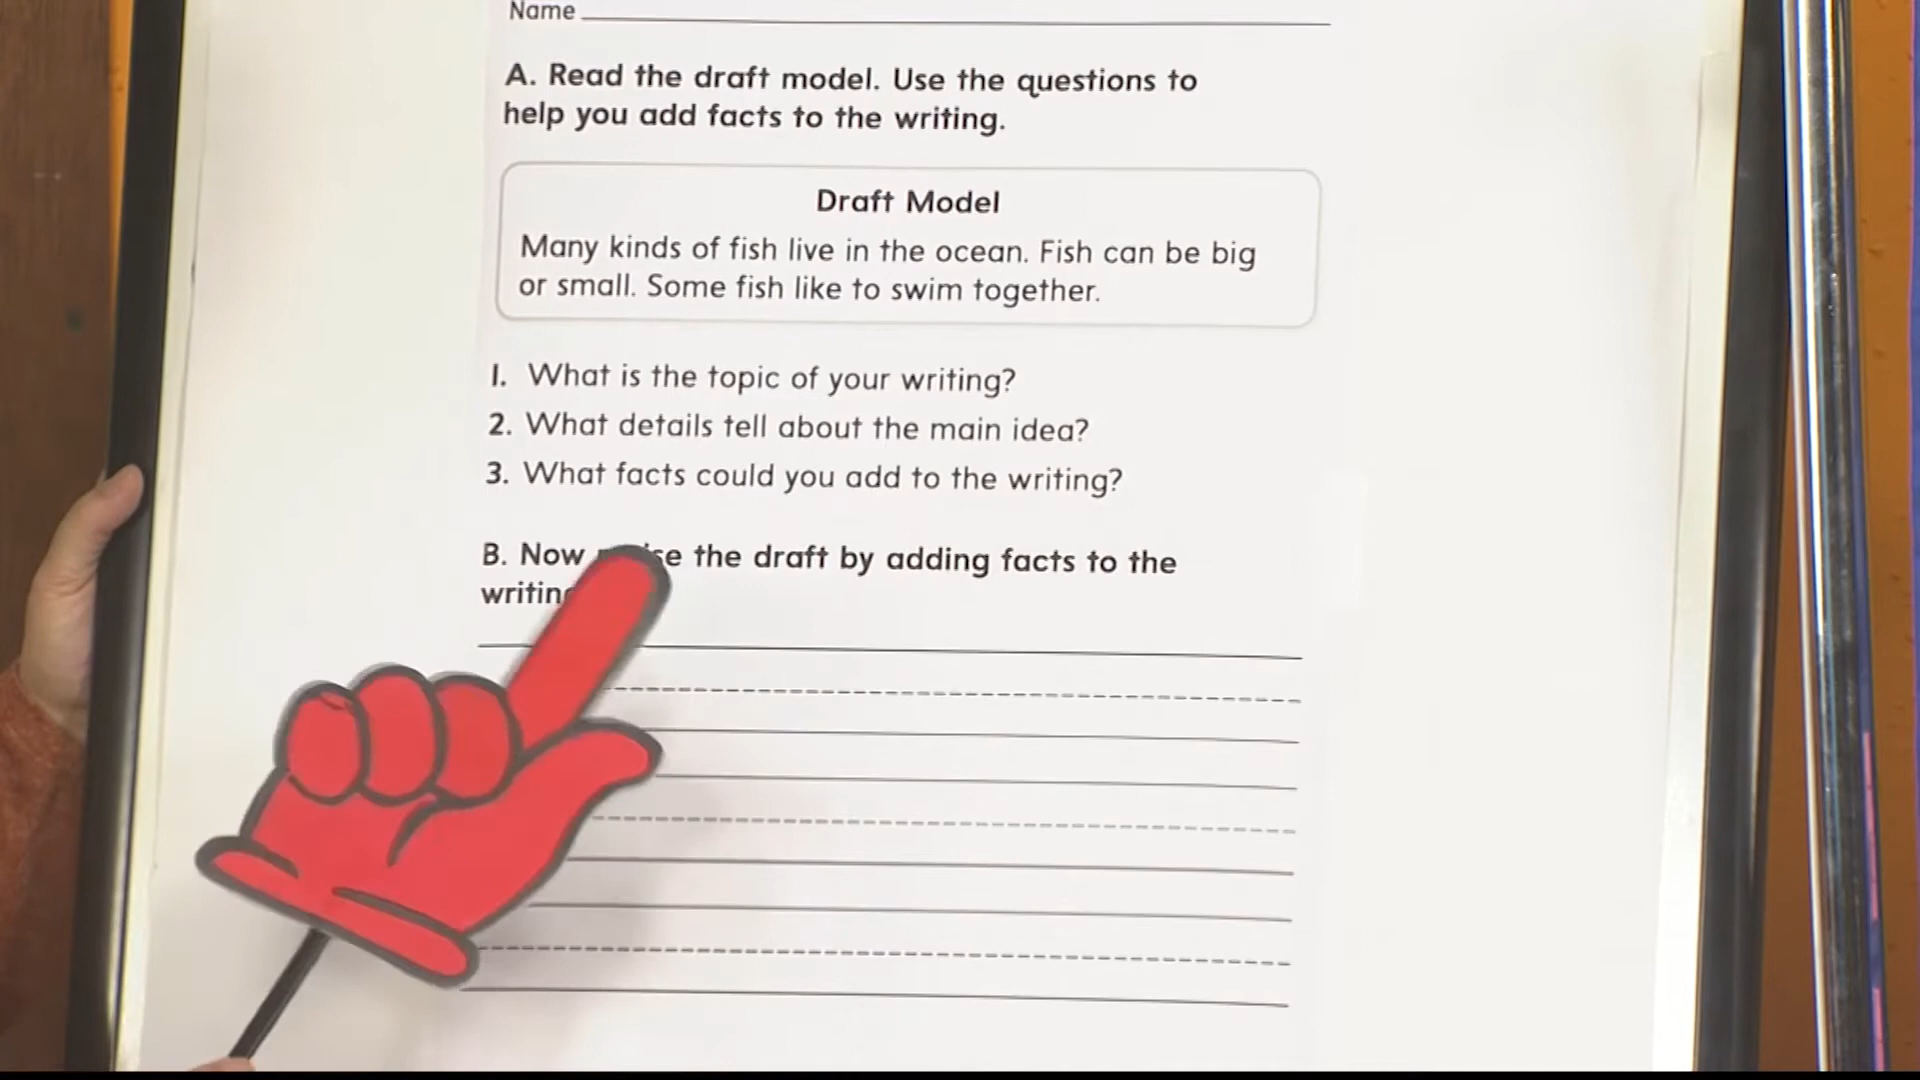 Name
A. Read the draft model. Use the questions to
help you add facts to the writing.
Draft Model
Many kinds of fish live in the ocean. Fish can be big
or small. Some fish like to swim together.
1. What is the topic of your writing?
2. What details tell about the main idea?
3. What facts could you add to the writing?
B. Now the draft by adding facts to the